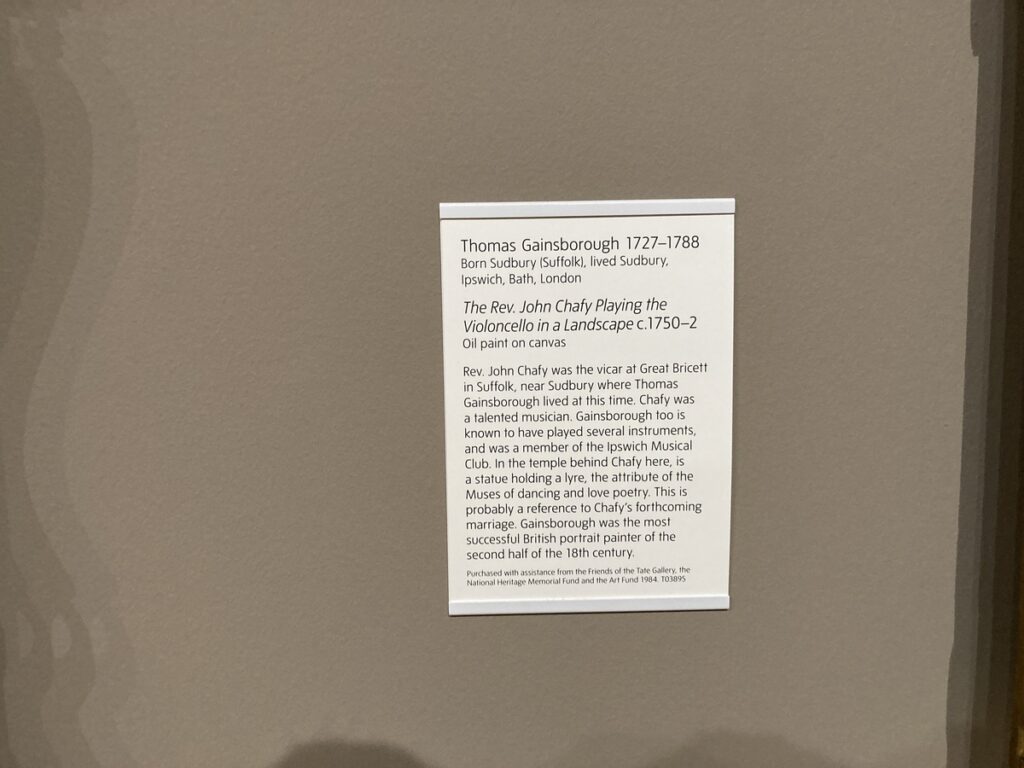 Thomas Gainsborough 1727–1788
Born Sudbury (Suffolk), lived Sudbury,
Ipswich, Bath, London
The Rev. John Chafy Playing the
Violoncello in a Landscape c.1750–2
Oil paint on canvas
Rev. John Chafy was the vicar at Great Bricett
in Suffolk, near Sudbury where Thomas
Gainsborough lived at this time. Chafy was
a talented musician. Gainsborough too is
known to have played several instruments,
and was a member of the Ipswich Musical
Club. In the temple behind Chafy here, is
a statue holding a lyre, the attribute of the
Muses of dancing and love poetry. This is
probably a reference to Chafy's forthcoming
marriage. Gainsborough was the most
successful British portrait painter of the
second half of the 18th century.
Purchased with assistance from the Friends of the Tate Gallery, the
National Heritage Memorial Fund and the Art Fund 1984. T03895